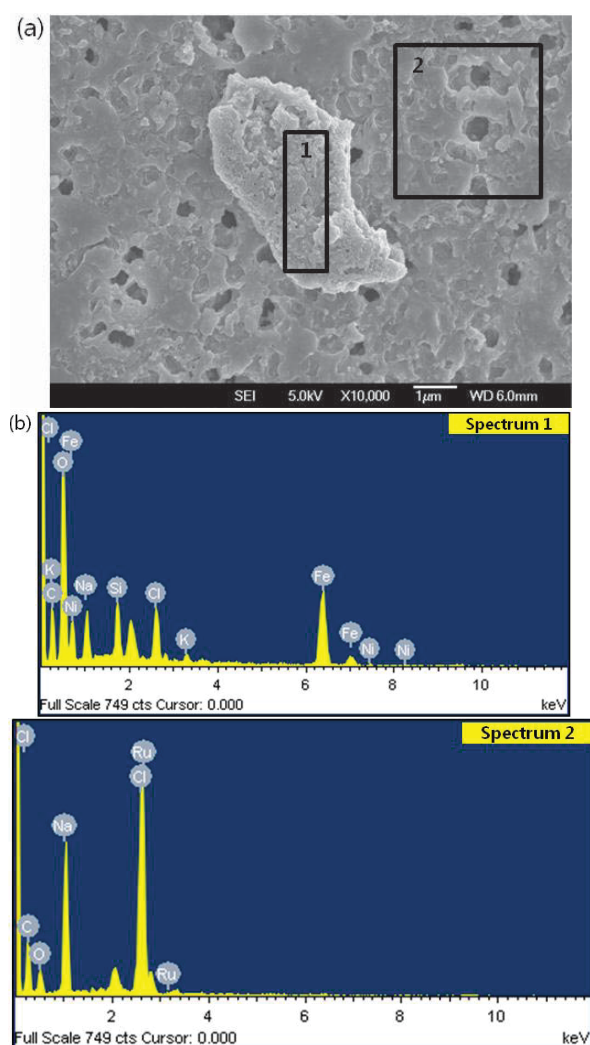 (a)
2
1
SEI 5.0kV X10,000 1μm WD 6.0mm
(b)
Spectrum 1
Cl Fe
O
K
C Ni Na Si Cl K Fe Fe Ni Ni
2 4 6 8 10
Full Scale 749 cts Cursor: 0.000 keV
Spectrum 2
Cl Ru
Cl
Na
C
O Ru
2 4 6 8 10
Full Scale 749 cts Cursor: 0.000 keV